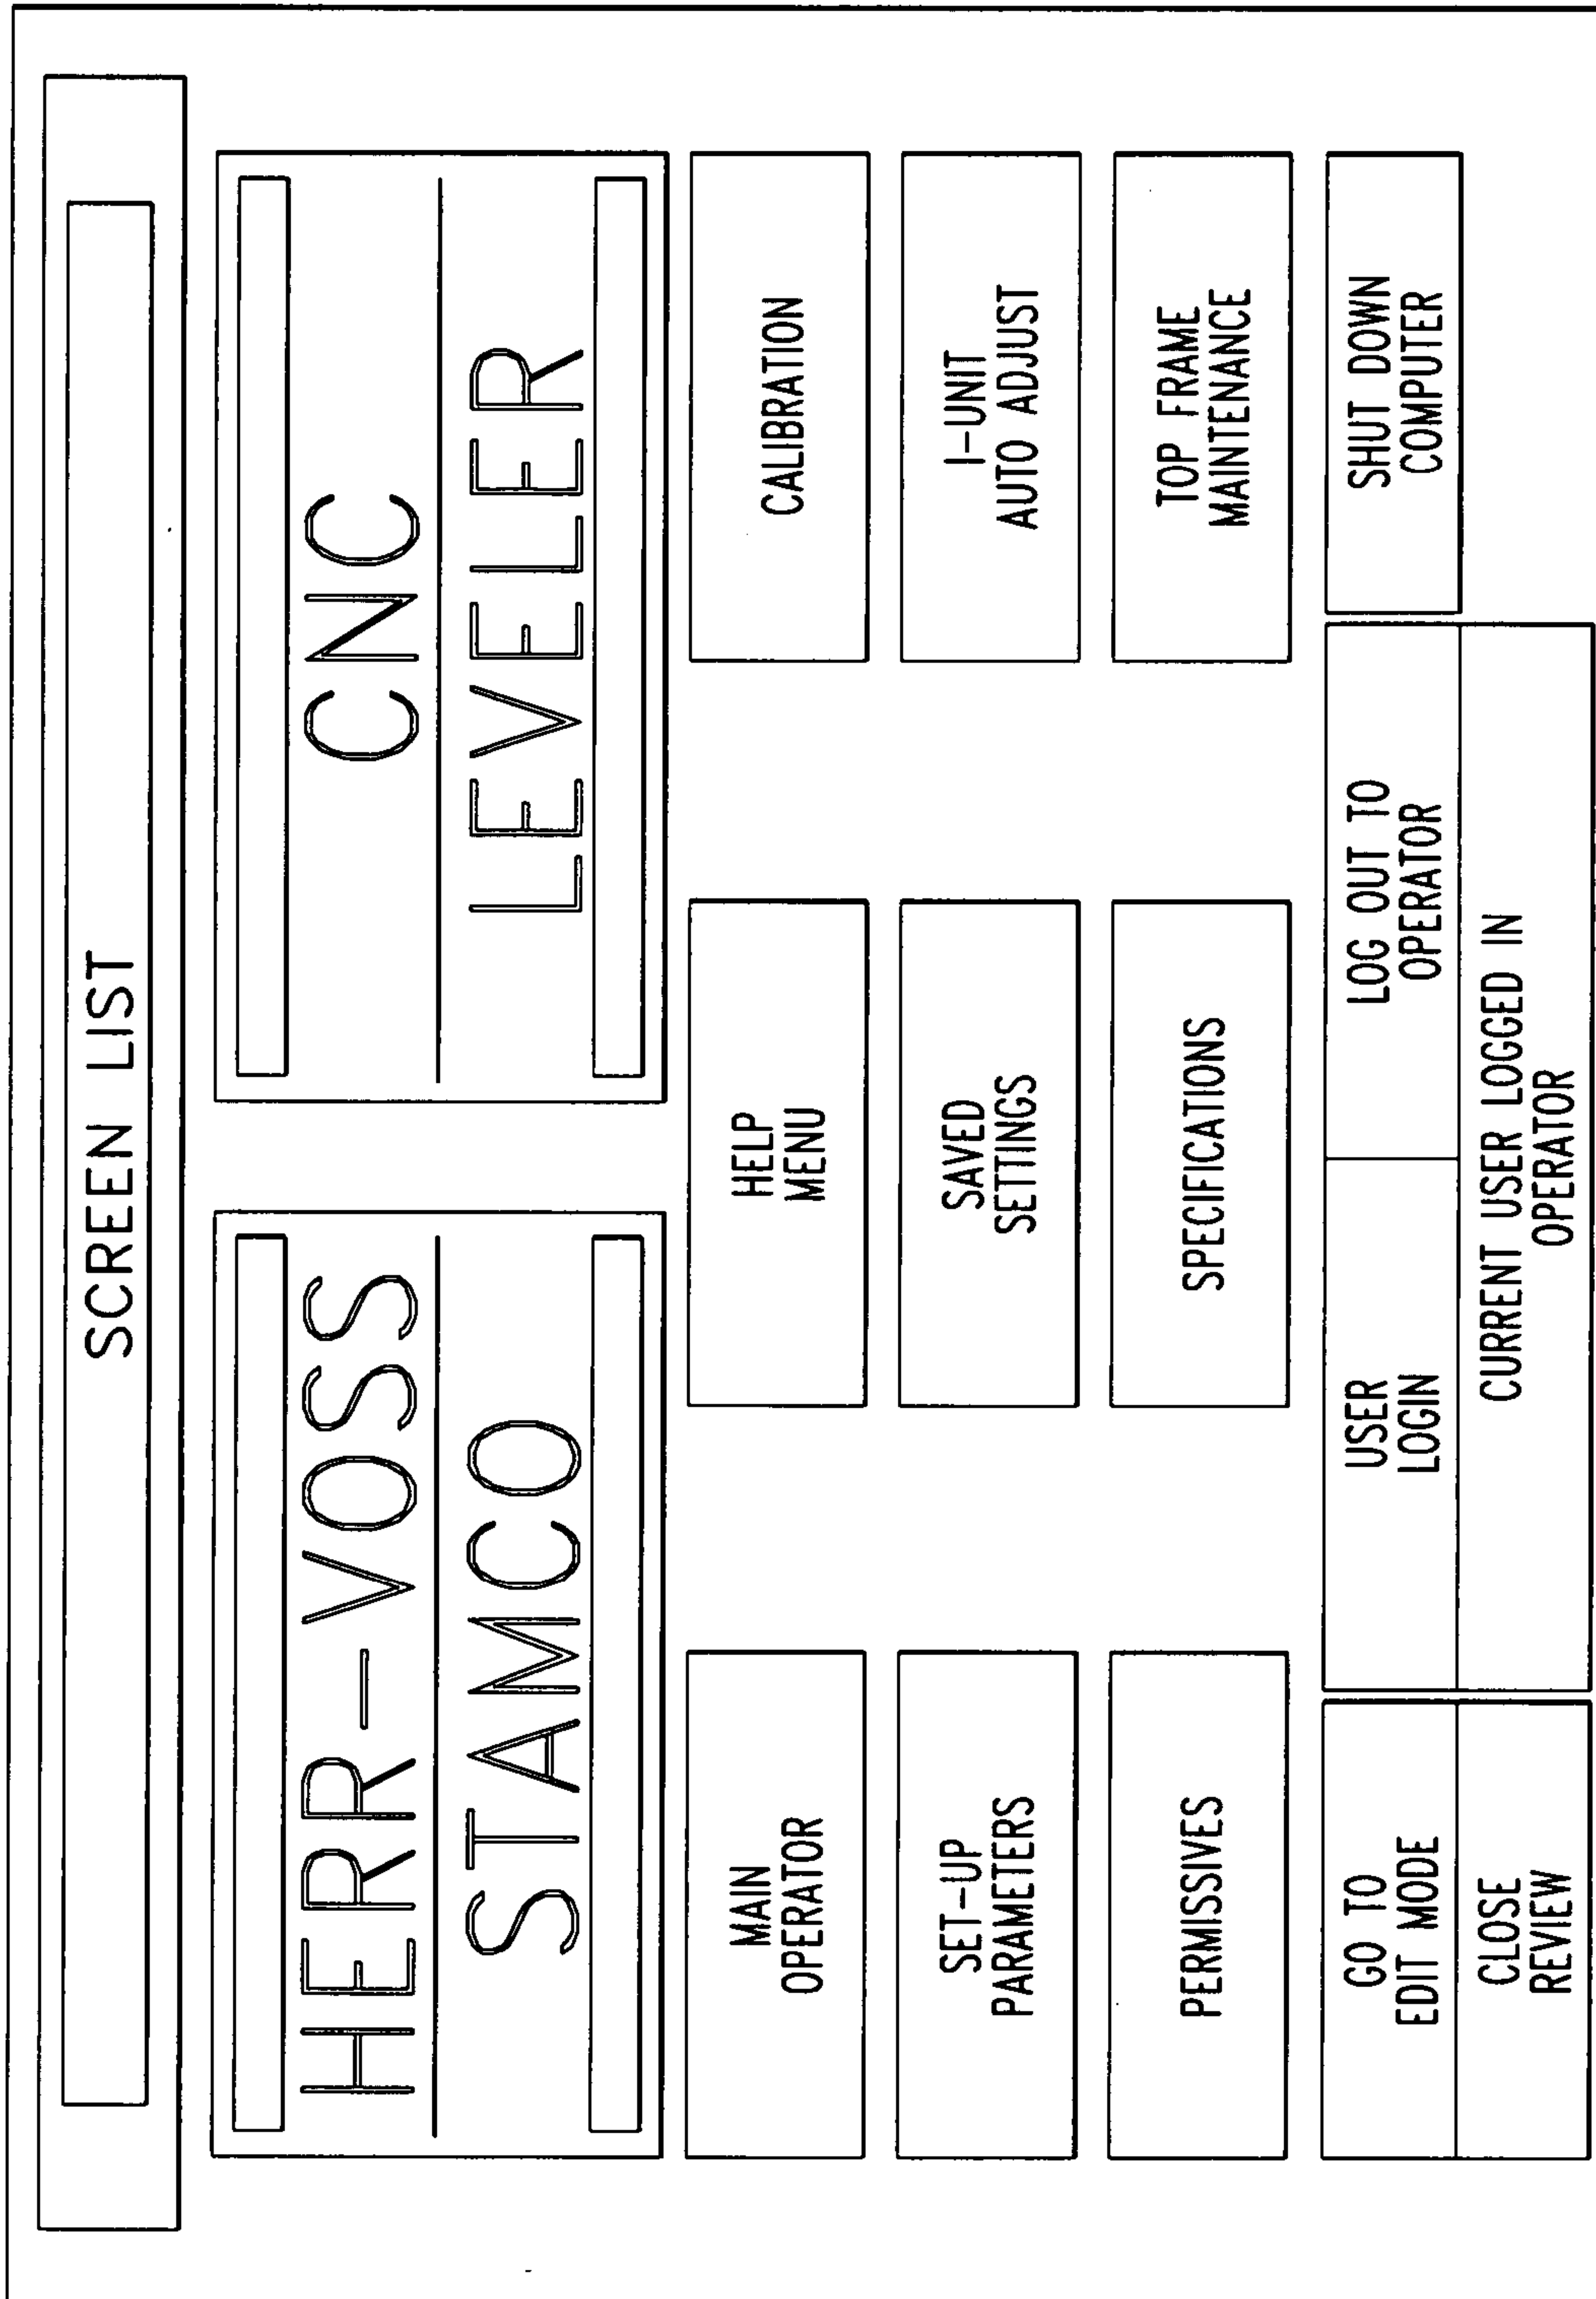 SCREEN LIST
HERR-VOSS
STAMCO
CNC
LEVELER
MAIN
OPERATOR
HELP
MENU
CALIBRATION
SET-UP
PARAMETERS
SAVED
SETTINGS
I-UNIT
AUTO ADJUST
PERMISSIVES
SPECIFICATIONS
TOP FRAME
MAINTENANCE
GO TO
EDIT MODE
USER
LOGIN
LOG OUT TO
OPERATOR
SHUT DOWN
COMPUTER
CLOSE
REVIEW
CURRENT USER LOGGED IN
OPERATOR